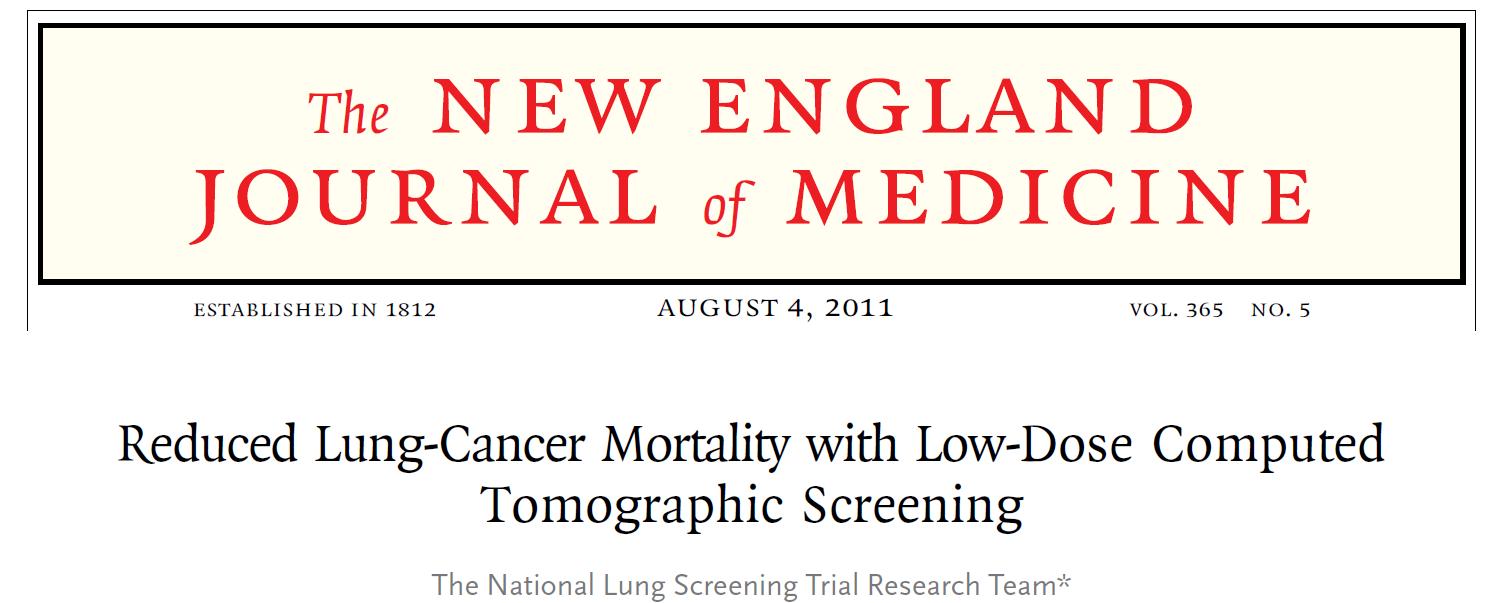 The NEW ENGLAND
JOURNAL of MEDICINE
ESTABLISHED IN 1812 AUGUST 4, 2011 VOL. 365 NO. 5
Reduced Lung-Cancer Mortality with Low-Dose Computed
Tomographic Screening
The National Lung Screening Trial Research Team*